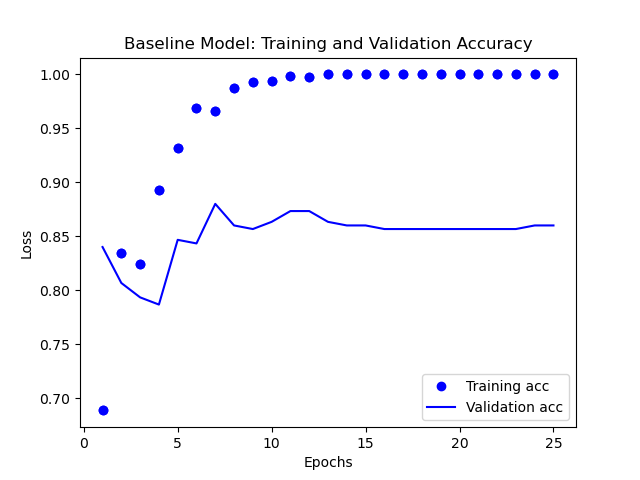 Baseline Model: Training and Validation Accuracy
1.00
0.95
0.90
0.85
0.80
0.75
0.70
Loss
0
5
10
15
20
25
Epochs
Training acc
Validation acc